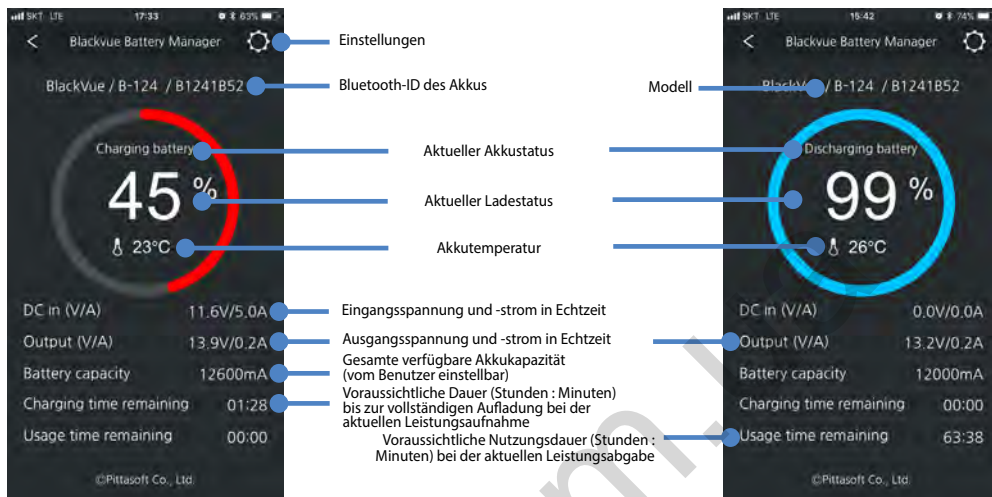 SKT LTE 17:33 63%
Blackvue Battery Manager
BlackVue / B-124 / B1241B52
Charging battery
45 %
23°C
DC in (V/A) 11.6V/5.0A
Output (V/A) 13.9V/0.2A
Battery capacity 12600mA
Charging time remaining 01:28
Usage time remaining 00:00
©Pittasoft Co., Ltd.
Einstellungen
Bluetooth-ID des Akkus
Modell
Aktueller Akkustatus
Aktueller Ladestatus
Akkutemperatur
Eingangsspannung und -strom in Echtzeit
Ausgangsspannung und -strom in Echtzeit
Gesamte verfügbare Akkukapazität
(vom Benutzer einstellbar)
Voraussichtliche Dauer (Stunden : Minuten)
bis zur vollständigen Aufladung bei der
aktuellen Leistungsaufnahme
Voraussichtliche Nutzungsdauer (Stunden :
Minuten) bei der aktuellen Leistungsabgabe
SKT LTE 15:42 74%
Blackvue Battery Manager
BlackVue / B-124 / B1241B52
Discharging battery
99 %
26°C
DC in (V/A) 0.0V/0.0A
Output (V/A) 13.2V/0.2A
Battery capacity 12000mA
Charging time remaining 00:00
Usage time remaining 63:38
©Pittasoft Co., Ltd.